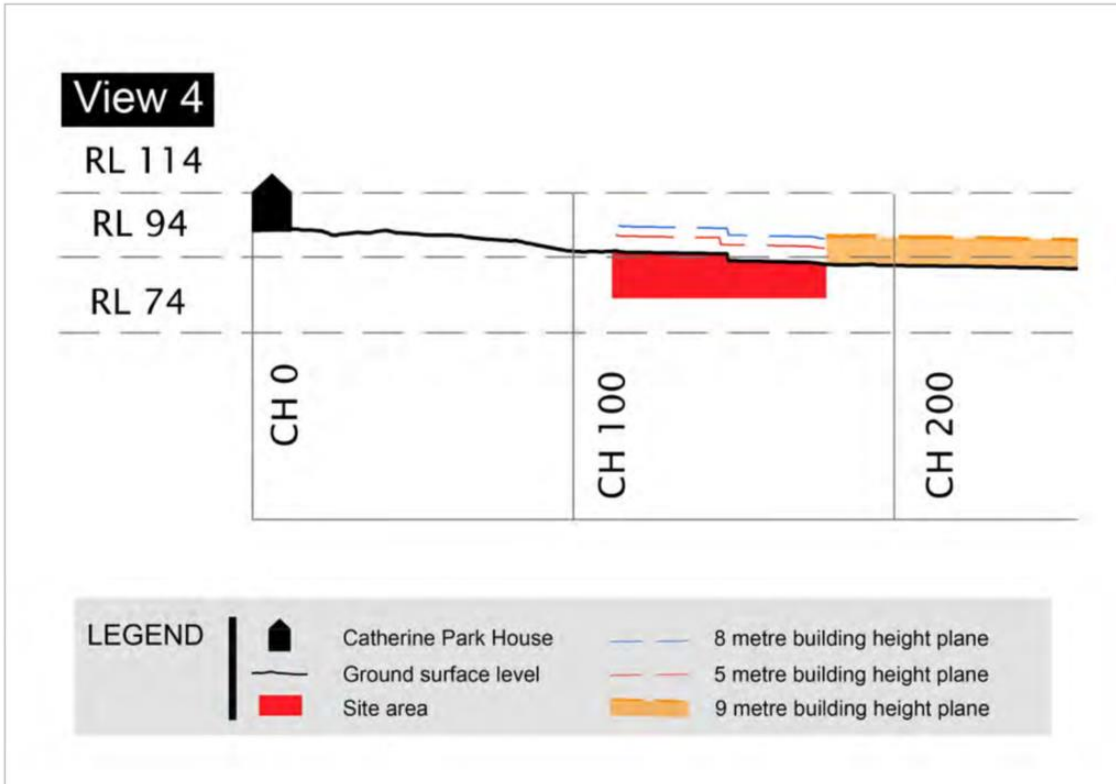 View 4
RL 114
RL 94
RL 74
CH 0
CH 100
CH 200
LEGEND
Catherine Park House
Ground surface level
Site area
8 metre building height plane
5 metre building height plane
9 metre building height plane